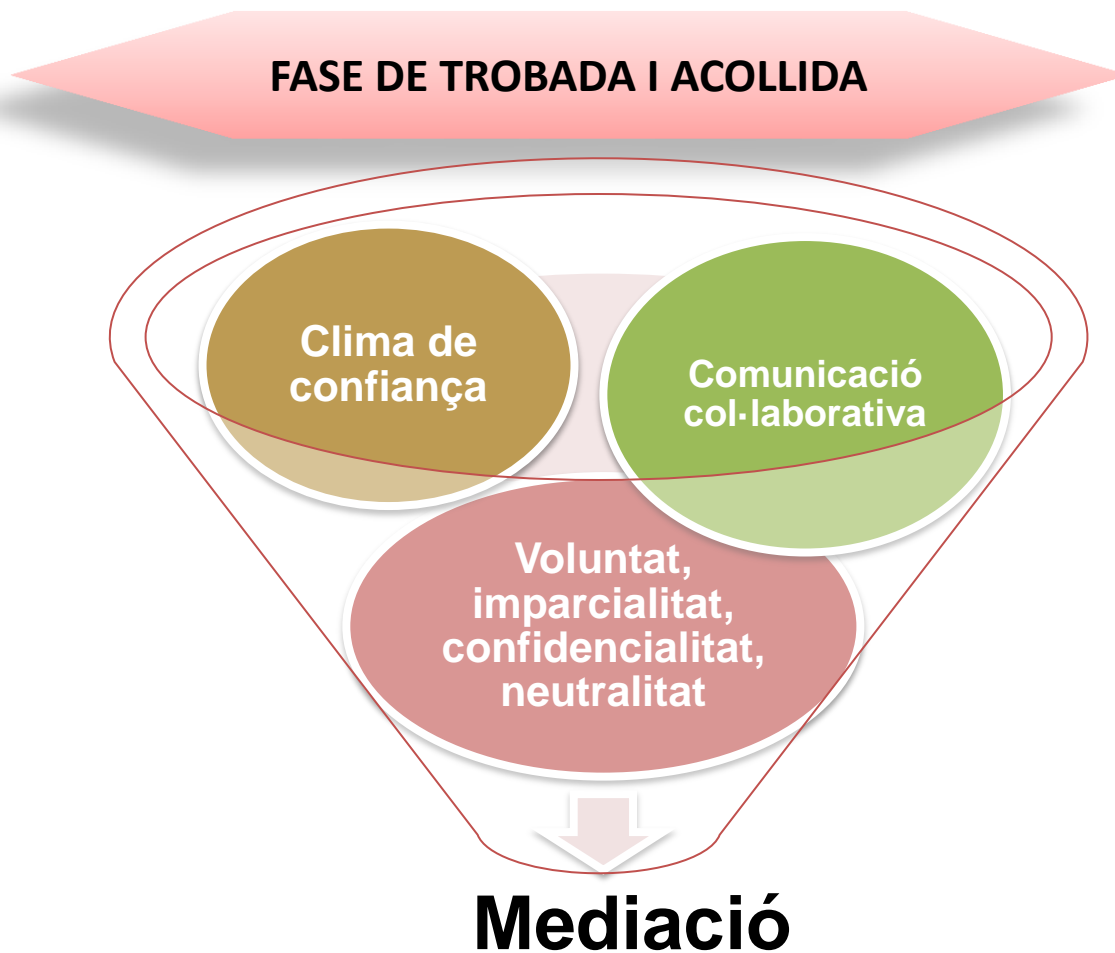 FASE DE TROBADA I ACOLLIDA
Clima de
confiança
Comunicació
col·laborativa
Voluntat,
imparcialitat,
confidencialitat,
neutralitat
Mediació